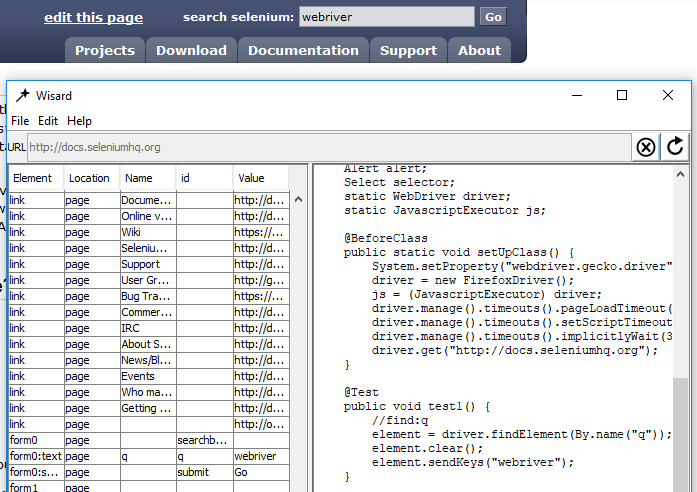 edit this page search selenium: webriver Go
Projects Download Documentation Support About
Wisard
File Edit Help
URL http://docs.seleniumhq.org
Element Location Name id Value
link page Docume... http://d...
link page Online v... http://d...
link page Wiki https://...
link page Seleniu... http://d...
link page Support http://d...
link page User Gr... http://g...
link page Bug Tra... https://...
link page Commer... http://d...
link page IRC http://d...
link page About S... http://d...
link page News/Bl... http://d...
link page Events http://d...
link page Who ma... http://d...
link page Getting ... http://d...
link page http://o...
form0 page searchb...
form0:text page q q webriver
form0:s... page submit Go
form1 page
Alert alert;
Select selector;
static WebDriver driver;
static JavascriptExecutor js;
@BeforeClass
public static void setUpClass() {
System.setProperty("webdriver.gecko.driver"
driver = new FirefoxDriver();
js = (JavascriptExecutor) driver;
driver.manage().timeouts().pageLoadTimeout(
driver.manage().timeouts().setScriptTimeout
driver.manage().timeouts().implicitlyWait(3
driver.get("http://docs.seleniumhq.org");
}
@Test
public void test1() {
//find:q
element = driver.findElement(By.name("q"));
element.clear();
element.sendKeys("webriver");
}